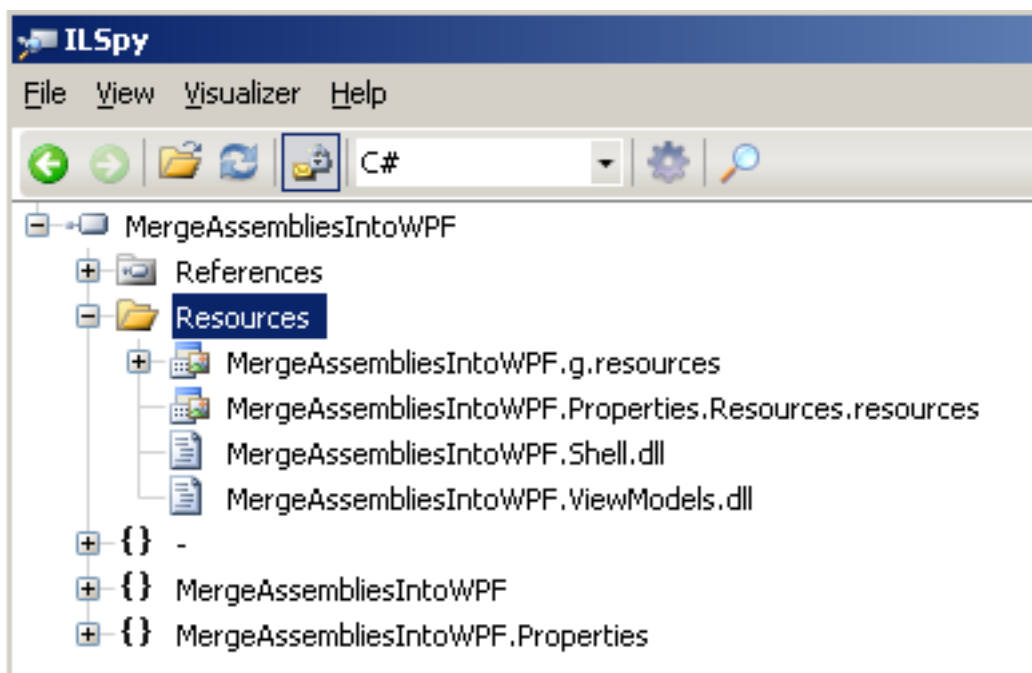 ILSpy
File View Visualizer Help
C#
MergeAssembliesIntoWPF
References
Resources
MergeAssembliesIntoWPF.g.resources
MergeAssembliesIntoWPF.Properties.Resources.resources
MergeAssembliesIntoWPF.Shell.dll
MergeAssembliesIntoWPF.ViewModels.dll
{} -
{} MergeAssembliesIntoWPF
{} MergeAssembliesIntoWPF.Properties